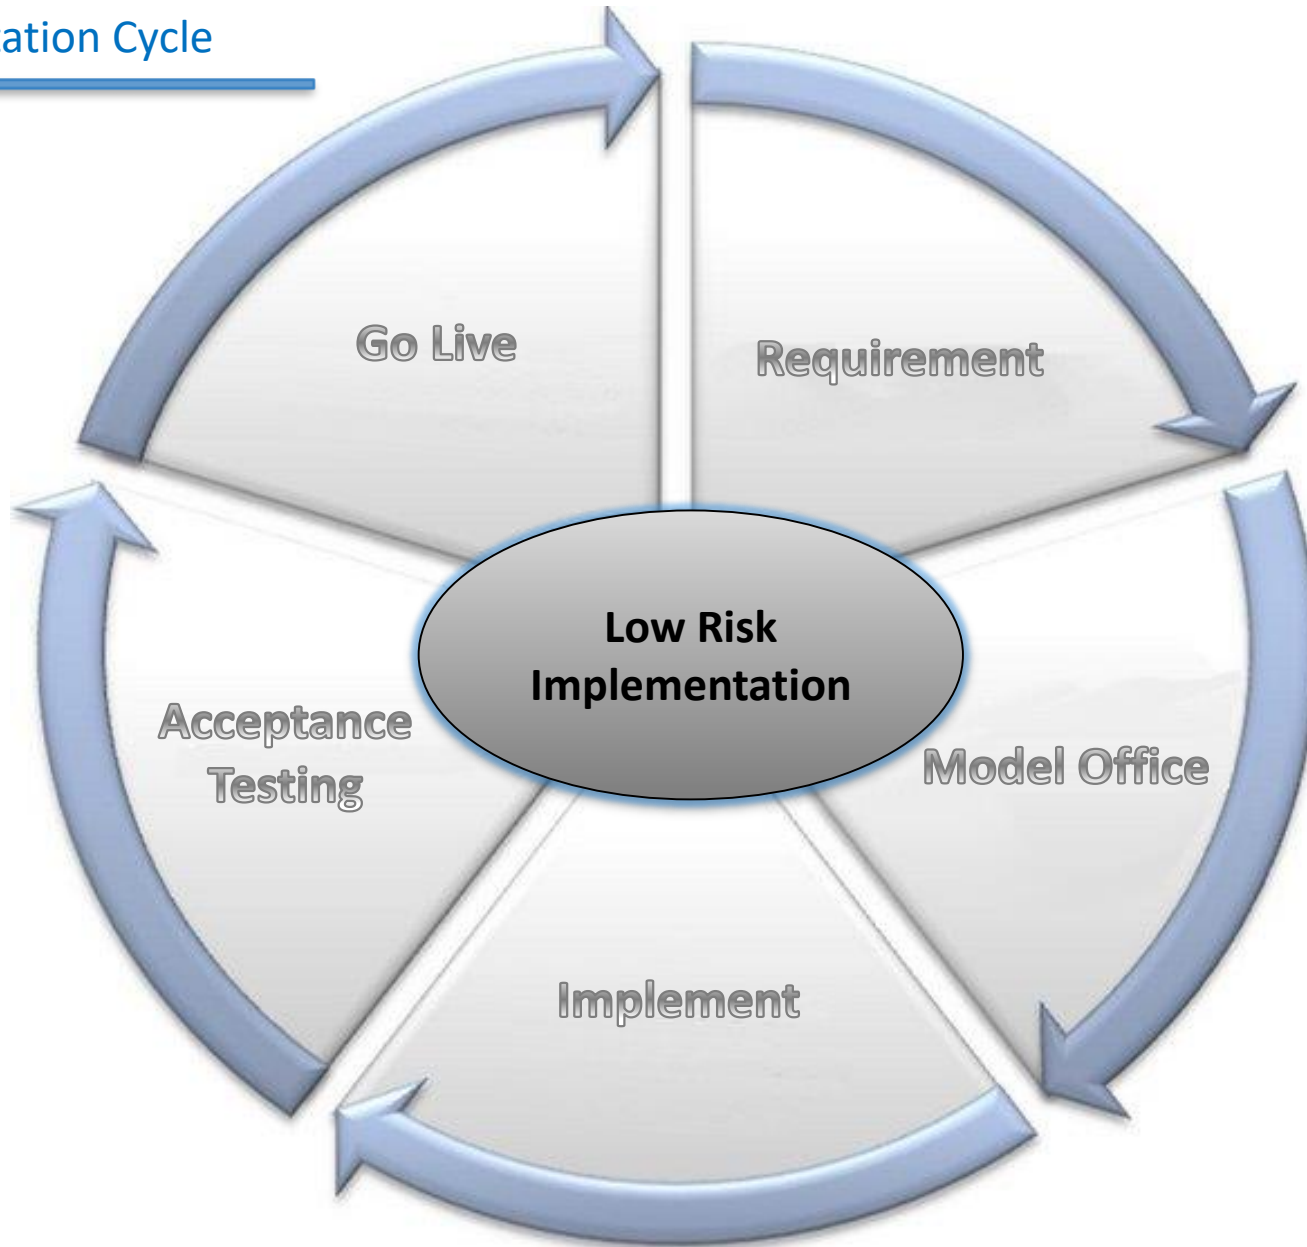 ation Cycle
Go Live
Requirement
Low Risk
Implementation
Acceptance
Testing
Model Office
Implement